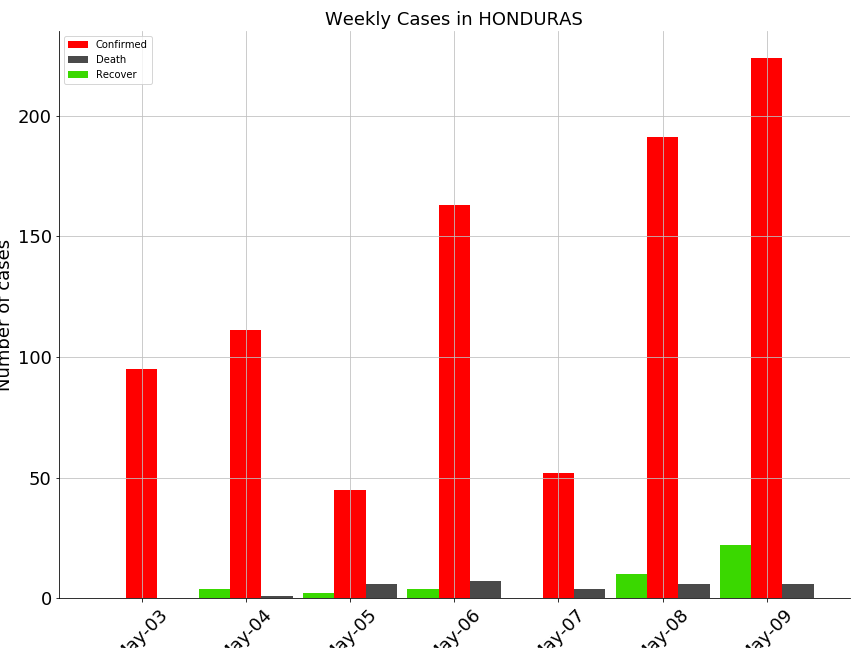 Weekly Cases in HONDURAS
Confirmed
Death
Recover
Number of cases
200
150
100
50
0
May-03
May-04
May-05
May-06
May-07
May-08
May-09